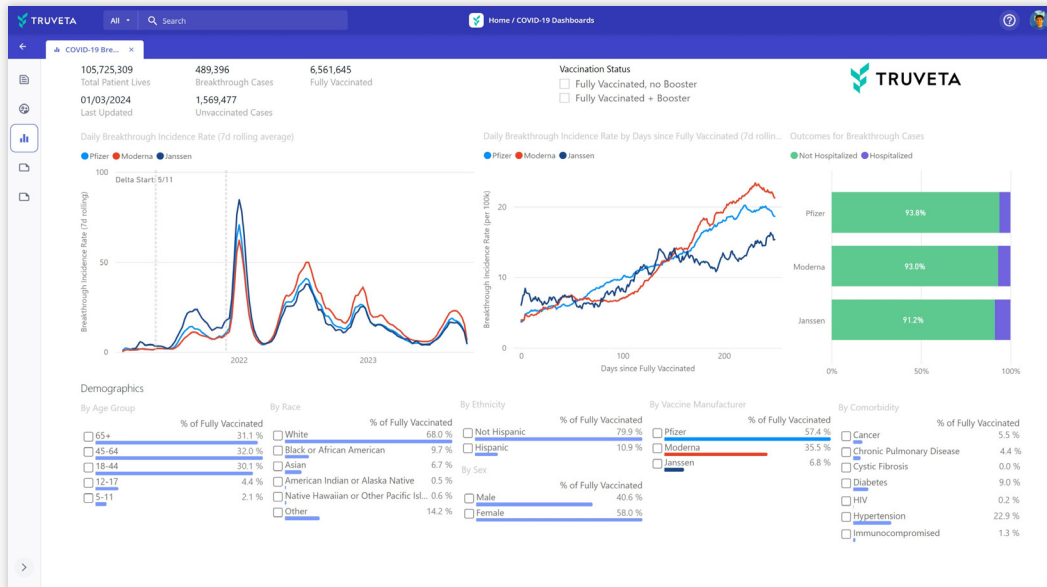 TRUVETA
All
Search
Home / COVID-19 Dashboards
COVID-19 Bre...
105,725,309
Total Patient Lives
489,396
Breakthrough Cases
6,561,645
Fully Vaccinated
01/03/2024
Last Updated
1,569,477
Unvaccinated Cases
Vaccination Status
Fully Vaccinated, no Booster
Fully Vaccinated + Booster
TRUVETA
Daily Breakthrough Incidence Rate (7d rolling average)
Pfizer Moderna Janssen
Delta Start: 5/11
Breakthrough Incidence Rate (7d rolling)
100
50
0
2022
2023
Daily Breakthrough Incidence Rate by Days since Fully Vaccinated (7d rollin...
Pfizer Moderna Janssen
Breakthrough Incidence Rate (per 100k)
20
10
0
0
100
200
Days since Fully Vaccinated
Outcomes for Breakthrough Cases
Not Hospitalized Hospitalized
Pfizer 93.8%
Moderna 93.0%
Janssen 91.2%
0% 50% 100%
Demographics
By Age Group
% of Fully Vaccinated
65+ 31.1 %
45-64 32.0 %
18-44 30.1 %
12-17 4.4 %
5-11 2.1 %
By Race
% of Fully Vaccinated
White 68.0 %
Black or African American 9.7 %
Asian 6.7 %
American Indian or Alaska Native 0.5 %
Native Hawaiian or Other Pacific Isl... 0.6 %
Other 14.2 %
By Ethnicity
% of Fully Vaccinated
Not Hispanic 79.9 %
Hispanic 10.9 %
By Sex
% of Fully Vaccinated
Male 40.6 %
Female 58.0 %
By Vaccine Manufacturer
% of Fully Vaccinated
Pfizer 57.4 %
Moderna 35.5 %
Janssen 6.8 %
By Comorbidity
% of Fully Vaccinated
Cancer 5.5 %
Chronic Pulmonary Disease 4.4 %
Cystic Fibrosis 0.0 %
Diabetes 9.0 %
HIV 0.2 %
Hypertension 22.9 %
Immunocompromised 1.3 %